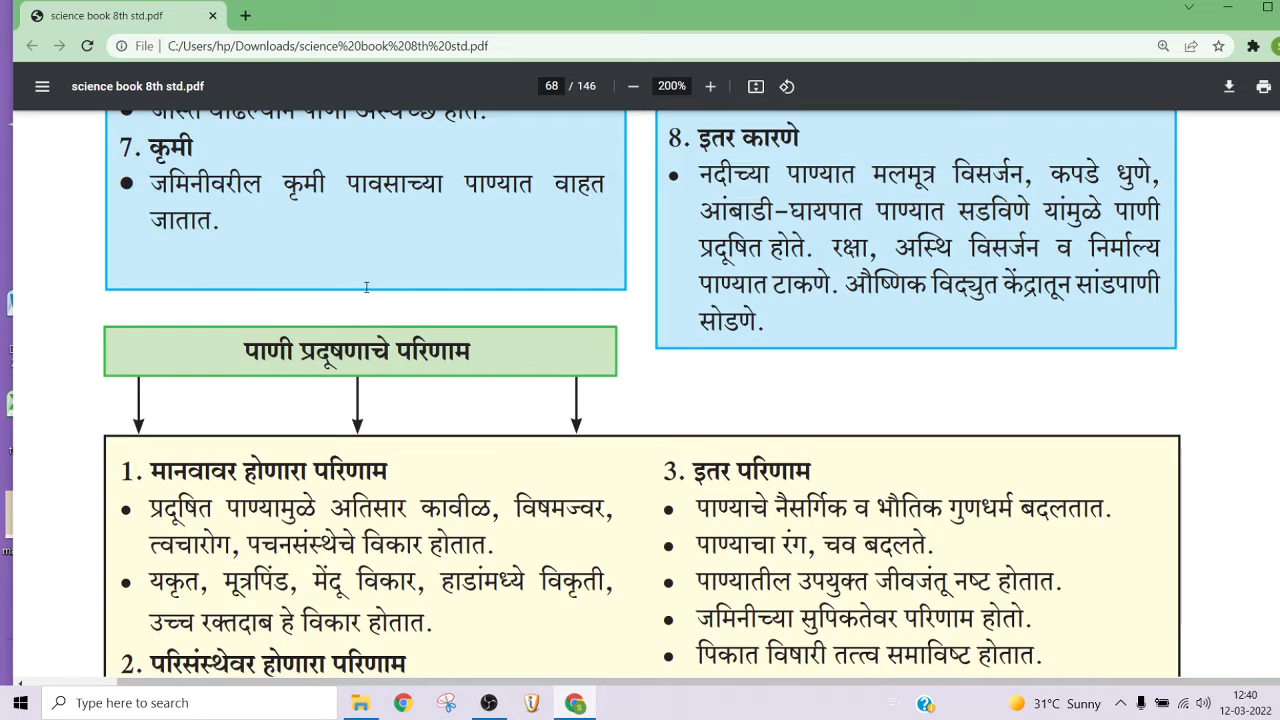 science book 8th std.pdf
File | C:/Users/hp/Downloads/science%20book%208th%20std.pdf
science book 8th std.pdf
68 / 146
200%
जास्त वाढल्याने पाणी अस्वच्छ होते.
7. कृमी
● जमिनीवरील कृमी पावसाच्या पाण्यात वाहत
जातात.
8. इतर कारणे
• नदीच्या पाण्यात मलमूत्र विसर्जन, कपडे धुणे,
आंबाडी-घायपात पाण्यात सडविणे यांमुळे पाणी
प्रदूषित होते. रक्षा, अस्थि विसर्जन व निर्माल्य
पाण्यात टाकणे. औष्णिक विद्युत केंद्रातून सांडपाणी
सोडणे.
पाणी प्रदूषणाचे परिणाम
1. मानवावर होणारा परिणाम
• प्रदूषित पाण्यामुळे अतिसार कावीळ, विषमज्वर,
त्वचारोग, पचनसंस्थेचे विकार होतात.
• यकृत, मूत्रपिंड, मेंदू विकार, हाडांमध्ये विकृती,
उच्च रक्तदाब हे विकार होतात.
2. परिसंस्थेवर होणारा परिणाम
3. इतर परिणाम
• पाण्याचे नैसर्गिक व भौतिक गुणधर्म बदलतात.
• पाण्याचा रंग, चव बदलते.
• पाण्यातील उपयुक्त जीवजंतू नष्ट होतात.
• जमिनीच्या सुपिकतेवर परिणाम होतो.
• पिकात विषारी तत्त्व समाविष्ट होतात.
Type here to search
31°C Sunny
12:40
12-03-2022